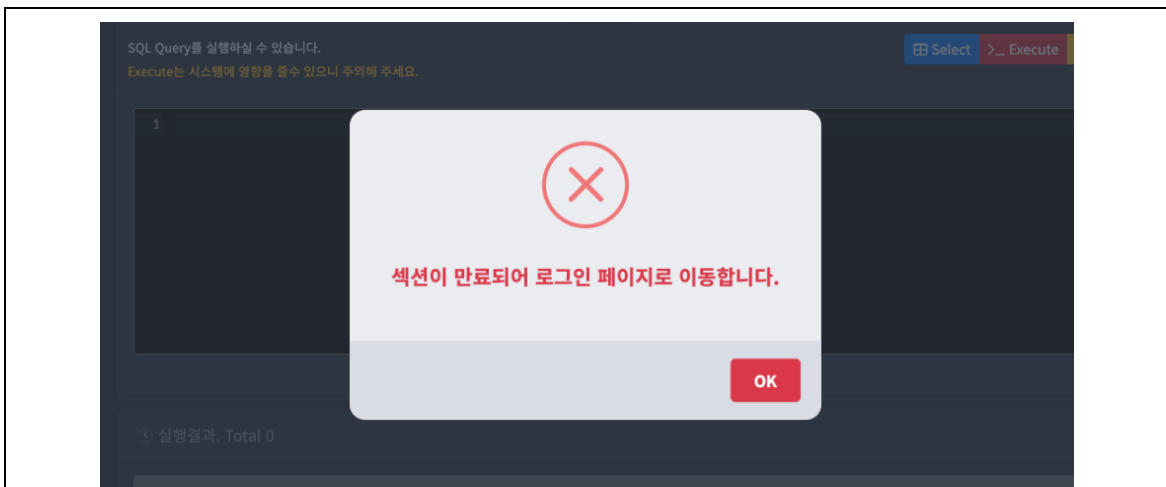 SQL Query를 실행하실 수 있습니다.
Select >_ Execute
Execute는 시스템에 영향을 줄수 있으니 주의해 주세요.
1
섹션이 만료되어 로그인 페이지로 이동합니다.
OK
실행결과. Total 0